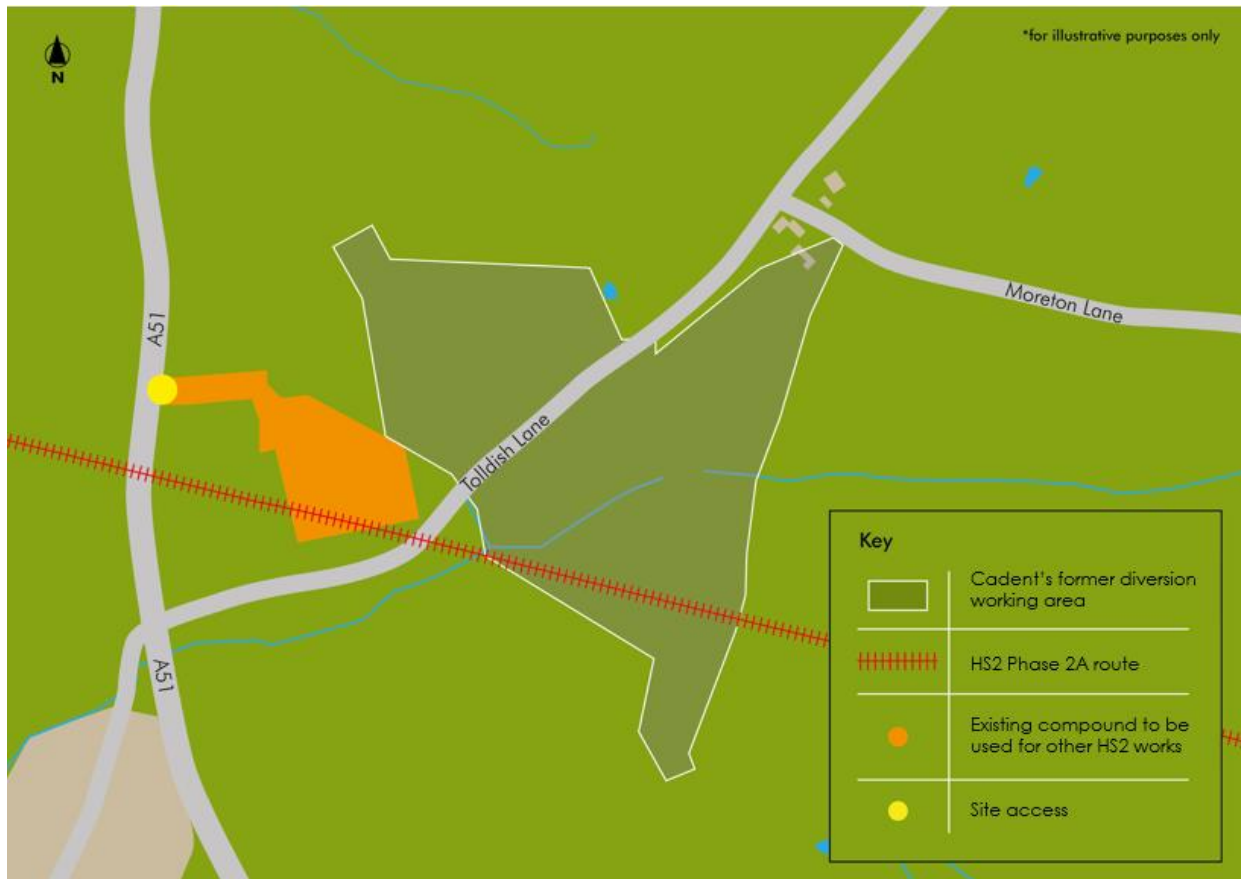 *for illustrative purposes only
N
A51
Tolldish Lane
Moreton Lane
A51
Key
Cadent's former diversion
working area
HS2 Phase 2A route
Existing compound to be
used for other HS2 works
Site access